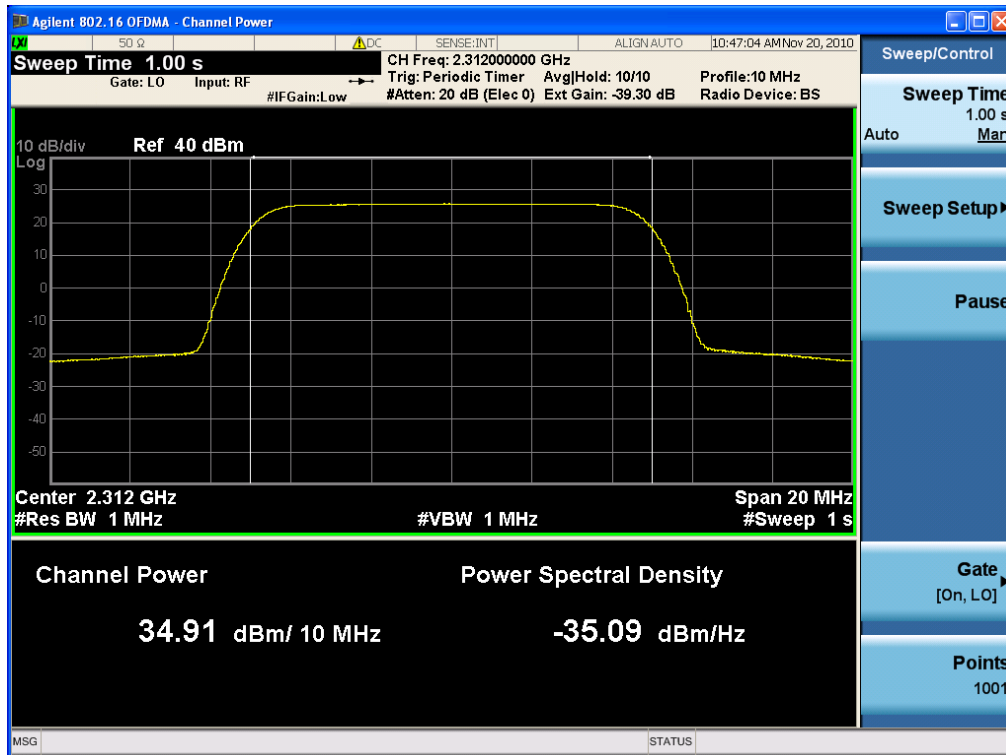 Agilent 802.16 OFDMA - Channel Power
LXI 50 Ω DC SENSE:INT ALIGN AUTO 10:47:04 AM Nov 20, 2010
Sweep Time 1.00 s
CH Freq: 2.312000000 GHz
Gate: LO Input: RF Trig: Periodic Timer Avg|Hold: 10/10 Profile:10 MHz
#IFGain:Low #Atten: 20 dB (Elec 0) Ext Gain: -39.30 dB Radio Device: BS
10 dB/div Ref 40 dBm
Log
30
20
10
0
-10
-20
-30
-40
-50
Center 2.312 GHz Span 20 MHz
#Res BW 1 MHz #VBW 1 MHz #Sweep 1 s
Channel Power Power Spectral Density
34.91 dBm/ 10 MHz -35.09 dBm/Hz
MSG STATUS
Sweep/Control
Sweep Time
1.00 s
Auto Man
Sweep Setup
Pause
Gate
[On, LO]
Points
1001